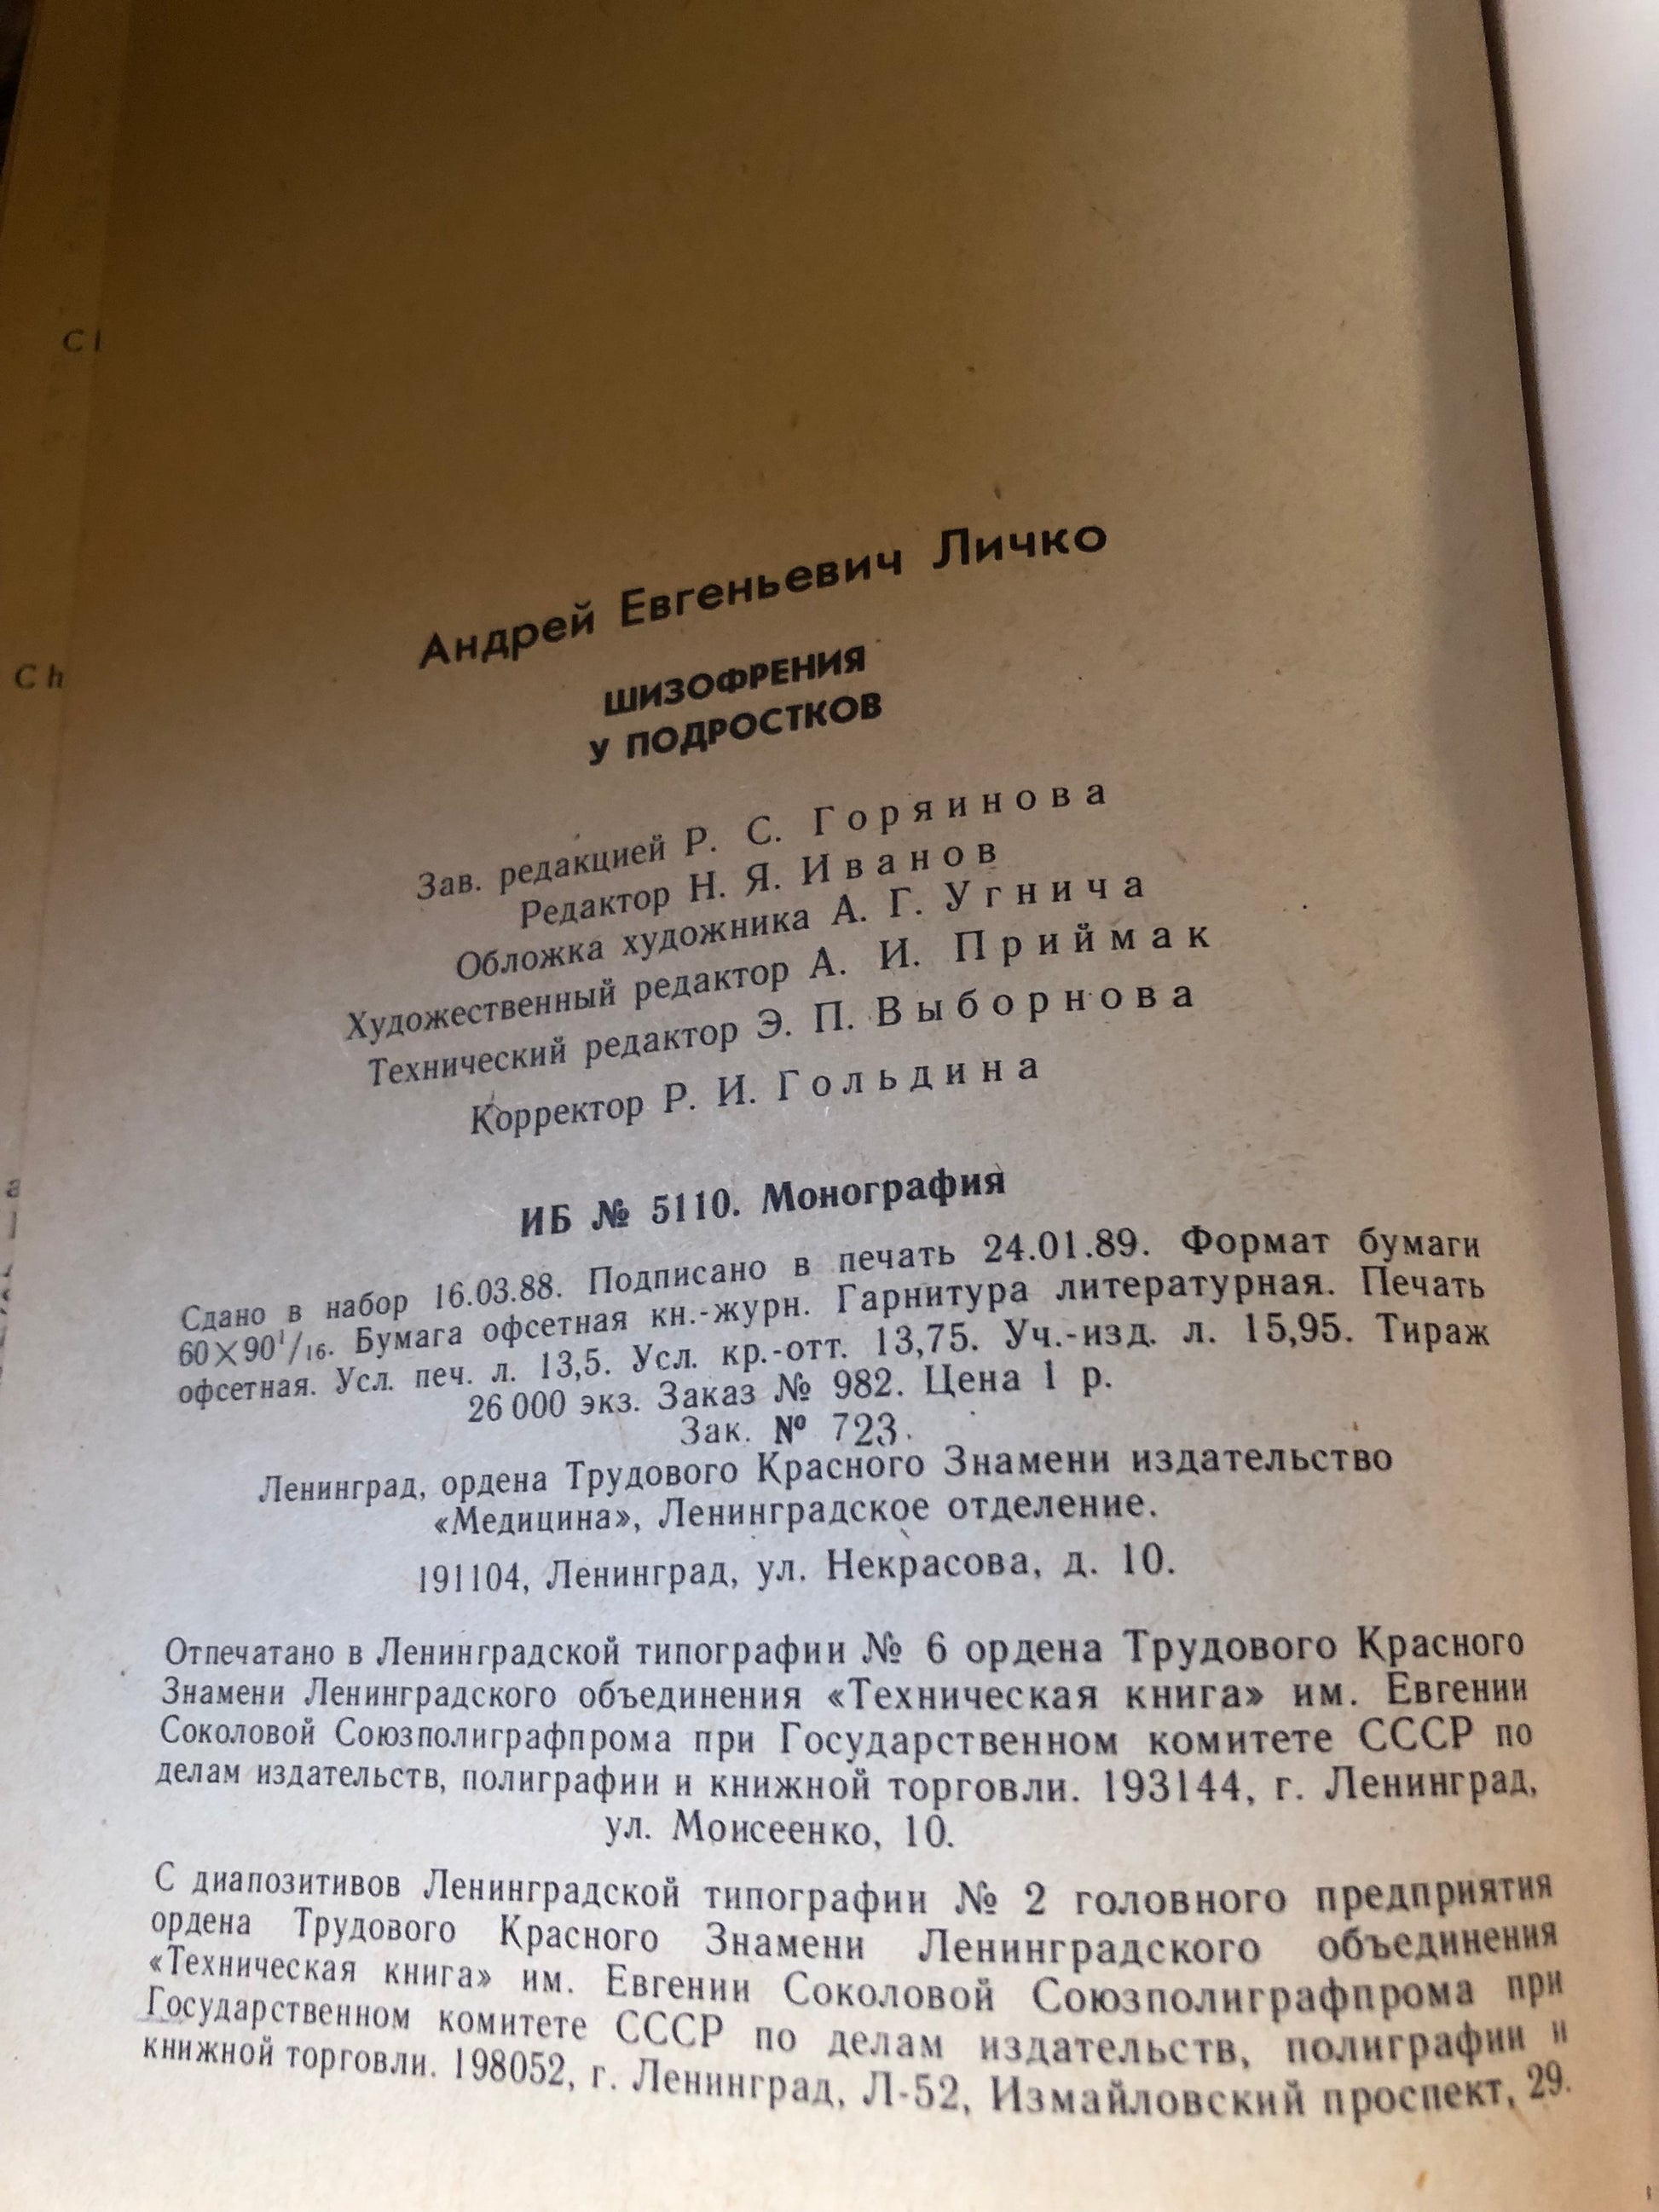 Cl
Ch
Андрей Евгеньевич Личко
ШИЗОФРЕНИЯ
У ПОДРОСТКОВ
Зав. редакцией Р. С. Горяинова
Редактор Н. Я. Иванов
Обложка художника А. Г. Угнича
Художественный редактор А. И. Приймак
Технический редактор Э. П. Выборнова
Корректор Р. И. Гольдина
ИБ № 5110. Монография
Сдано в набор 16.03.88. Подписано в печать 24.01.89. Формат бумаги
60×90¹/₁₆. Бумага офсетная кн.-журн. Гарнитура литературная. Печать
офсетная. Усл. печ. л. 13,5. Усл. кр.-отт. 13,75. Уч.-изд. л. 15,95. Тираж
26 000 экз. Заказ № 982. Цена 1 р.
Зак. № 723.
Ленинград, ордена Трудового Красного Знамени издательство
«Медицина», Ленинградское отделение.
191104, Ленинград, ул. Некрасова, д. 10.
Отпечатано в Ленинградской типографии № 6 ордена Трудового Красного
Знамени Ленинградского объединения «Техническая книга» им. Евгении
Соколовой Союзполиграфпрома при Государственном комитете СССР по
делам издательств, полиграфии и книжной торговли. 193144, г. Ленинград,
ул. Моисеенко, 10.
С диапозитивов Ленинградской типографии № 2 головного предприятия
ордена Трудового Красного Знамени Ленинградского объединения
«Техническая книга» им. Евгении Соколовой Союзполиграфпрома при
Государственном комитете СССР по делам издательств, полиграфии и
книжной торговли. 198052, г. Ленинград, Л-52, Измайловский проспект, 29.